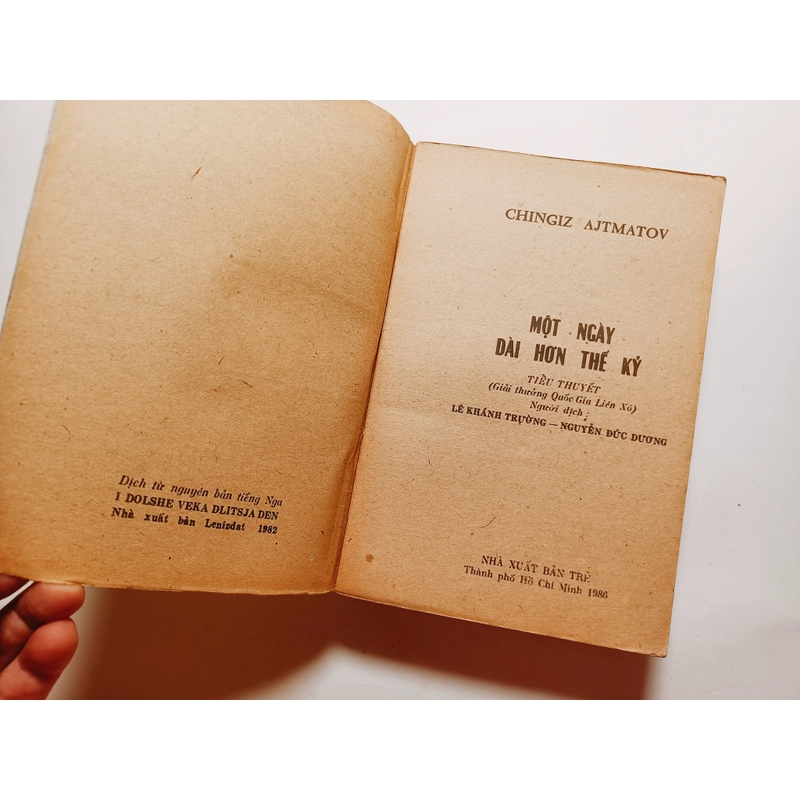 Dịch từ nguyên bản tiếng Nga
I DOLSHE VEKA DLITSJA DEN
Nhà xuất bản Lenizdat 1982
CHINGIZ AJTMATOV
MỘT NGÀY
DÀI HƠN THẾ KỶ
TIỂU THUYẾT
(Giải thưởng Quốc Gia Liên Xô)
Người dịch :
LÊ KHÁNH TRƯỜNG — NGUYỄN ĐỨC DƯƠNG
NHÀ XUẤT BẢN TRẺ
Thành phố Hồ Chí Minh 1986